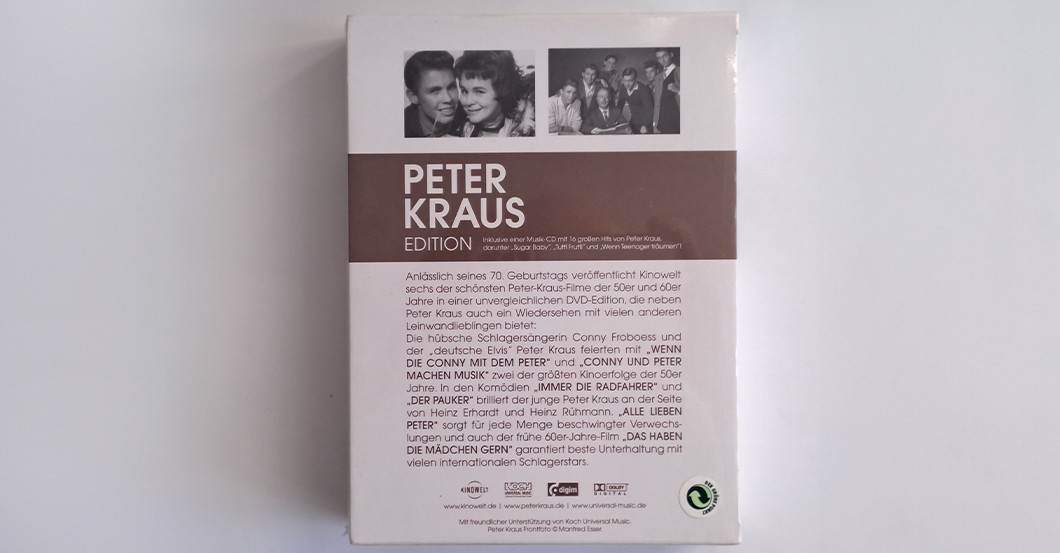 PETER
KRAUS
EDITION
Inklusive einer Musik-CD mit 16 großen Hits von Peter Kraus,
darunter „Sugar Baby", „Tutti Frutti" und „Wenn Teenager träumen"!
Anlässlich seines 70. Geburtstags veröffentlicht Kinowelt
sechs der schönsten Peter-Kraus-Filme der 50er und 60er
Jahre in einer unvergleichlichen DVD-Edition, die neben
Peter Kraus auch ein Wiedersehen mit vielen anderen
Leinwandlieblingen bietet:
Die hübsche Schlagersängerin Conny Froboess und
der „deutsche Elvis" Peter Kraus feierten mit „WENN
DIE CONNY MIT DEM PETER" und „CONNY UND PETER
MACHEN MUSIK" zwei der größten Kinoerfolge der 50er
Jahre. In den Komödien „IMMER DIE RADFAHRER" und
„DER PAUKER" brilliert der junge Peter Kraus an der Seite
von Heinz Erhardt und Heinz Rühmann. „ALLE LIEBEN
PETER" sorgt für jede Menge beschwingter Verwechs-
lungen und auch der frühe 60er-Jahre-Film „DAS HABEN
DIE MÄDCHEN GERN" garantiert beste Unterhaltung mit
vielen internationalen Schlagerstars.
KINOWELT
KOCH
UNIVERSAL MUSIC
digim
DOLBY
DIGITAL
DER GRÜNE PUNKT
www.kinowelt.de | www.peterkraus.de | www.universal-music.de
Mit freundlicher Unterstützung von Koch Universal Music.
Peter Kraus Frontfoto © Manfred Esser.